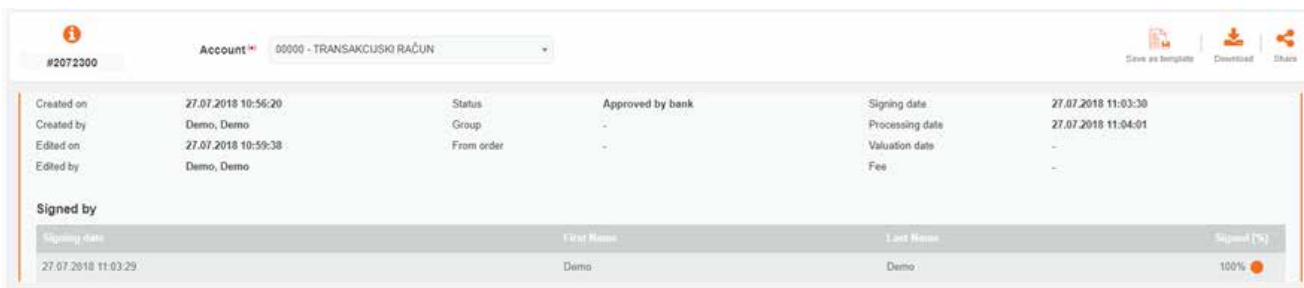 #2072300
Account (*) 00000 - TRANSAKCIJSKI RAČUN
Save as template Download Share
Created on 27.07.2018 10:56:20 Status Approved by bank Signing date 27.07.2018 11:03:30
Created by Demo, Demo Group - Processing date 27.07.2018 11:04:01
Edited on 27.07.2018 10:59:38 From order - Valuation date -
Edited by Demo, Demo Fee -
Signed by
Signing date First Name Last Name Signed [%]
27.07.2018 11:03:29 Demo Demo 100%